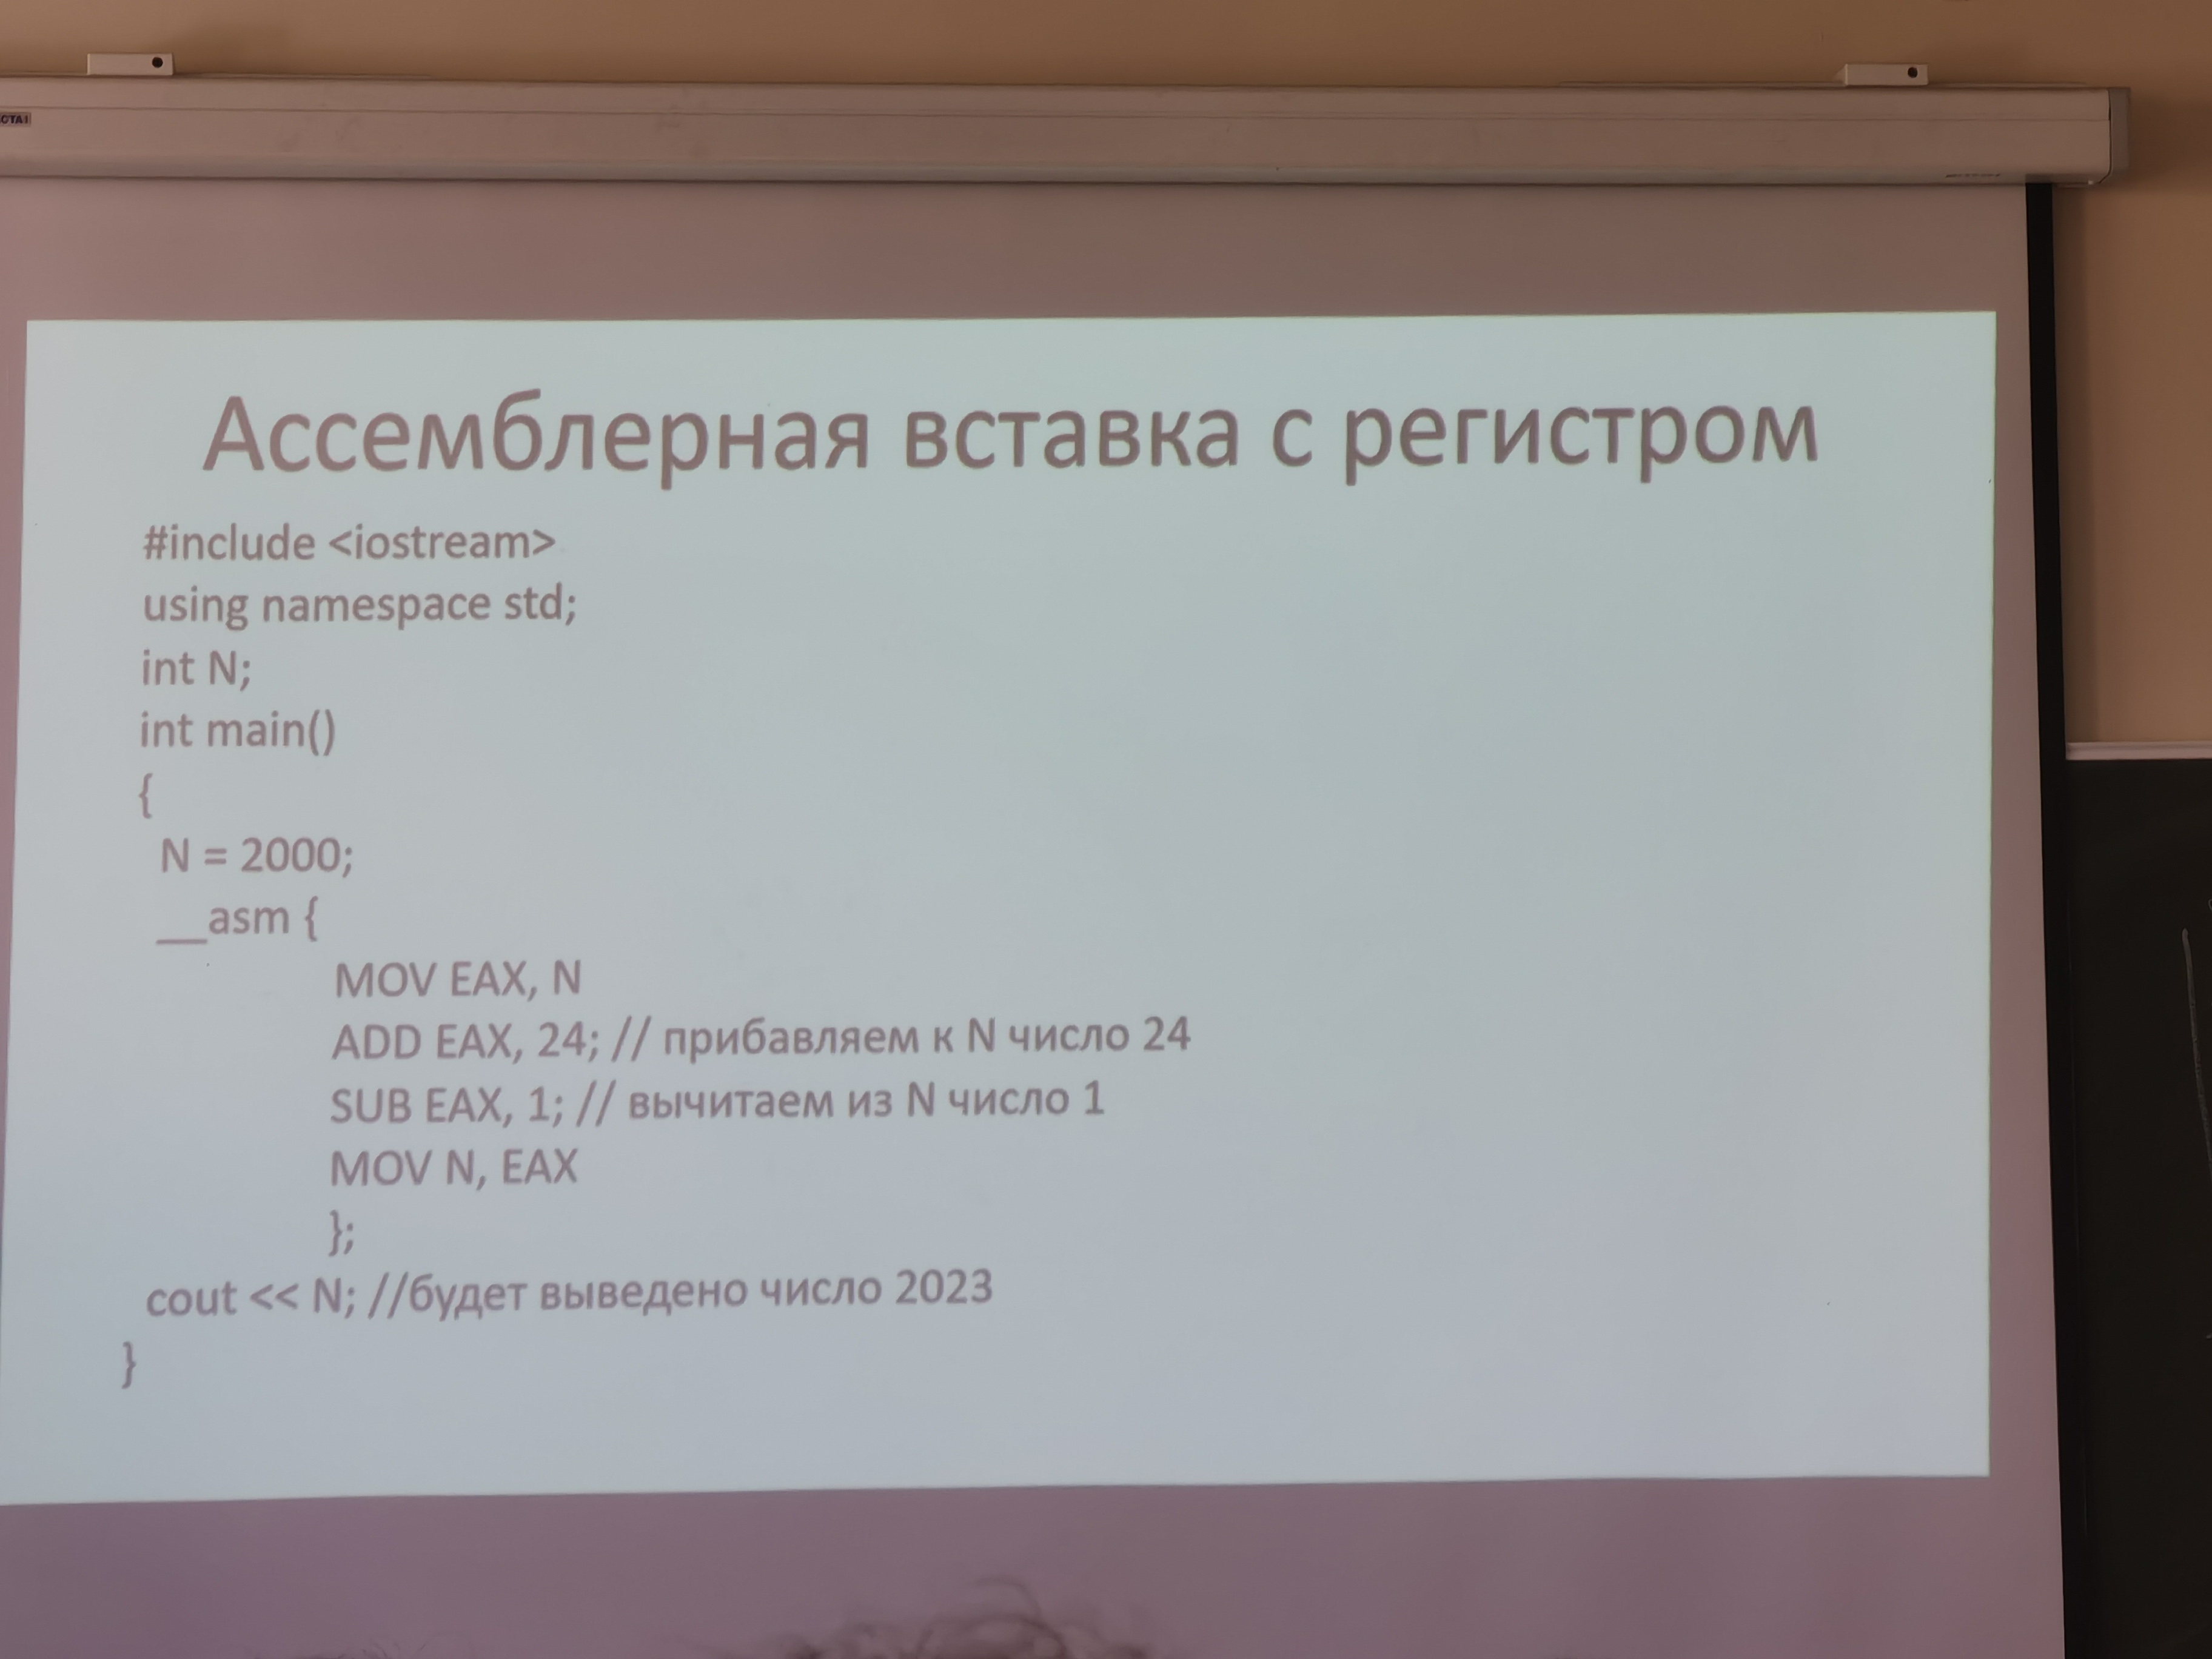 Ассемблерная вставка с регистром
#include <iostream>
using namespace std;
int N;
int main()
{
N = 2000;
__asm {
MOV EAX, N
ADD EAX, 24; // прибавляем к N число 24
SUB EAX, 1; // вычитаем из N число 1
MOV N, EAX
};
cout << N; //будет выведено число 2023
}